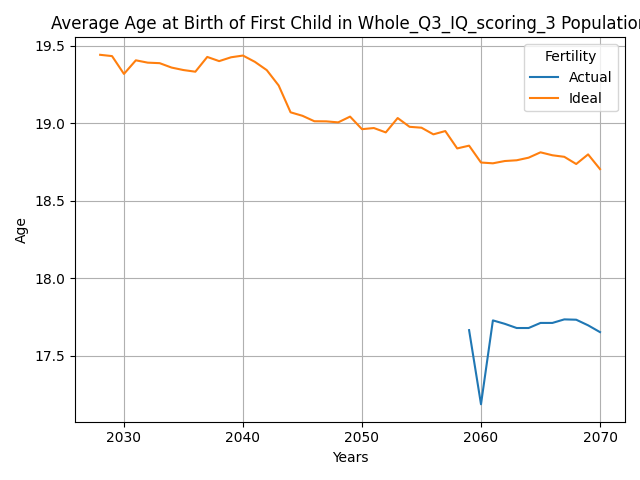 Average Age at Birth of First Child in Whole_Q3_IQ_scoring_3 Population
Fertility
Actual
Ideal
19.5
19.0
18.5
18.0
17.5
Age
2030 2040 2050 2060 2070
Years